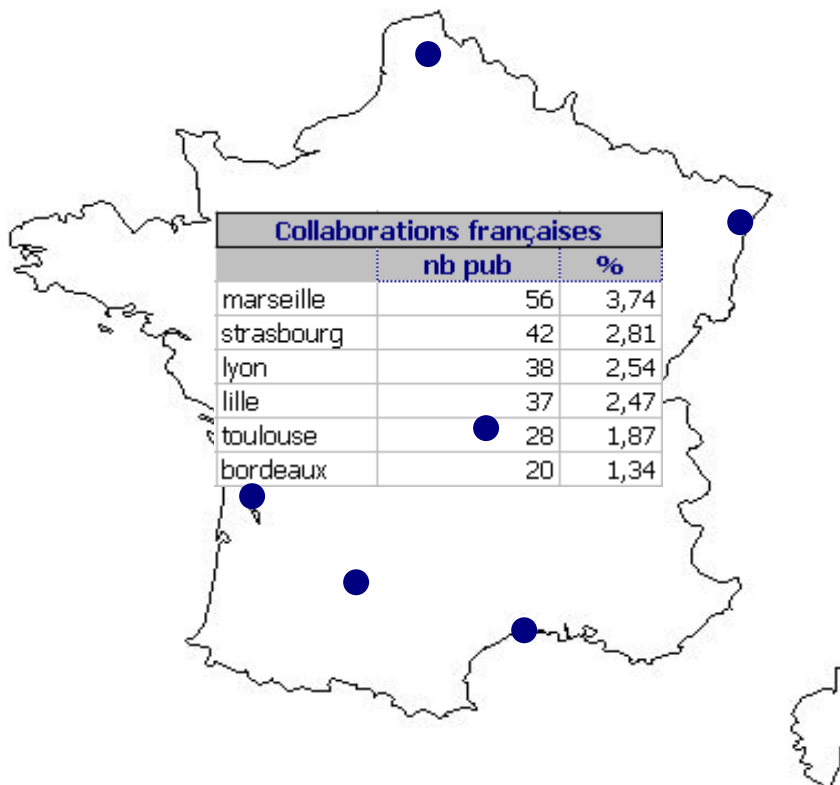 Collaborations françaises
nb pub %
marseille 56 3,74
strasbourg 42 2,81
lyon 38 2,54
lille 37 2,47
toulouse 28 1,87
bordeaux 20 1,34